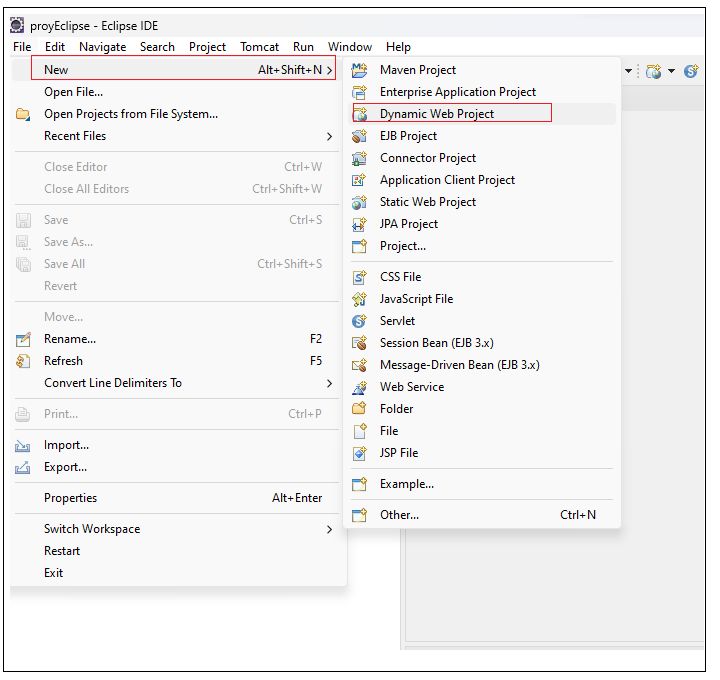 proyEclipse - Eclipse IDE
File Edit Navigate Search Project Tomcat Run Window Help
New Alt+Shift+N
Open File...
Open Projects from File System...
Recent Files
Close Editor Ctrl+W
Close All Editors Ctrl+Shift+W
Save Ctrl+S
Save As...
Save All Ctrl+Shift+S
Revert
Move...
Rename... F2
Refresh F5
Convert Line Delimiters To
Print... Ctrl+P
Import...
Export...
Properties Alt+Enter
Switch Workspace
Restart
Exit
Maven Project
Enterprise Application Project
Dynamic Web Project
EJB Project
Connector Project
Application Client Project
Static Web Project
JPA Project
Project...
CSS File
JavaScript File
Servlet
Session Bean (EJB 3.x)
Message-Driven Bean (EJB 3.x)
Web Service
Folder
File
JSP File
Example...
Other... Ctrl+N